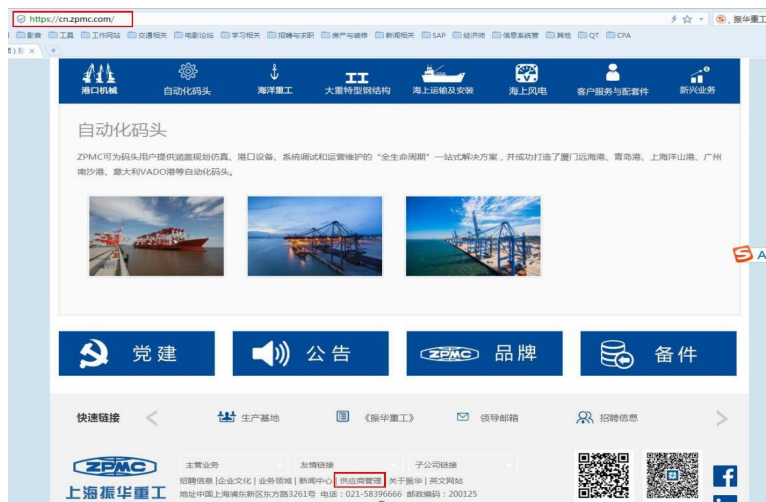 https://cn.zpmc.com/
影音 工具 工作网站 交通相关 电影论坛 学习相关 招聘与求职 房产与装修 新闻相关 SAP 经济师 信息系统管 其他 QT CPA
港口机械 自动化码头 海洋重工 大重特型钢结构 海上运输及安装 海上风电 客户服务与配套件 新兴业务
自动化码头
ZPMC可为码头用户提供涵盖规划仿真、港口设备、系统调试和运营维护的“全生命周期”一站式解决方案，并成功打造了厦门远海港、青岛港、上海洋山港、广州
南沙港、意大利VADO港等自动化码头。
党建 公告 ZPMC 品牌 备件
快速链接 生产基地 《振华重工》 领导邮箱 招聘信息
ZPMC
上海振华重工
主营业务 友情链接 子公司链接
招聘信息 | 企业文化 | 业务领域 | 新闻中心 | 供应商管理 | 关于振华 | 英文网站
地址中国上海浦东新区东方路3261号 电话：021-58396666 邮政编码：200125